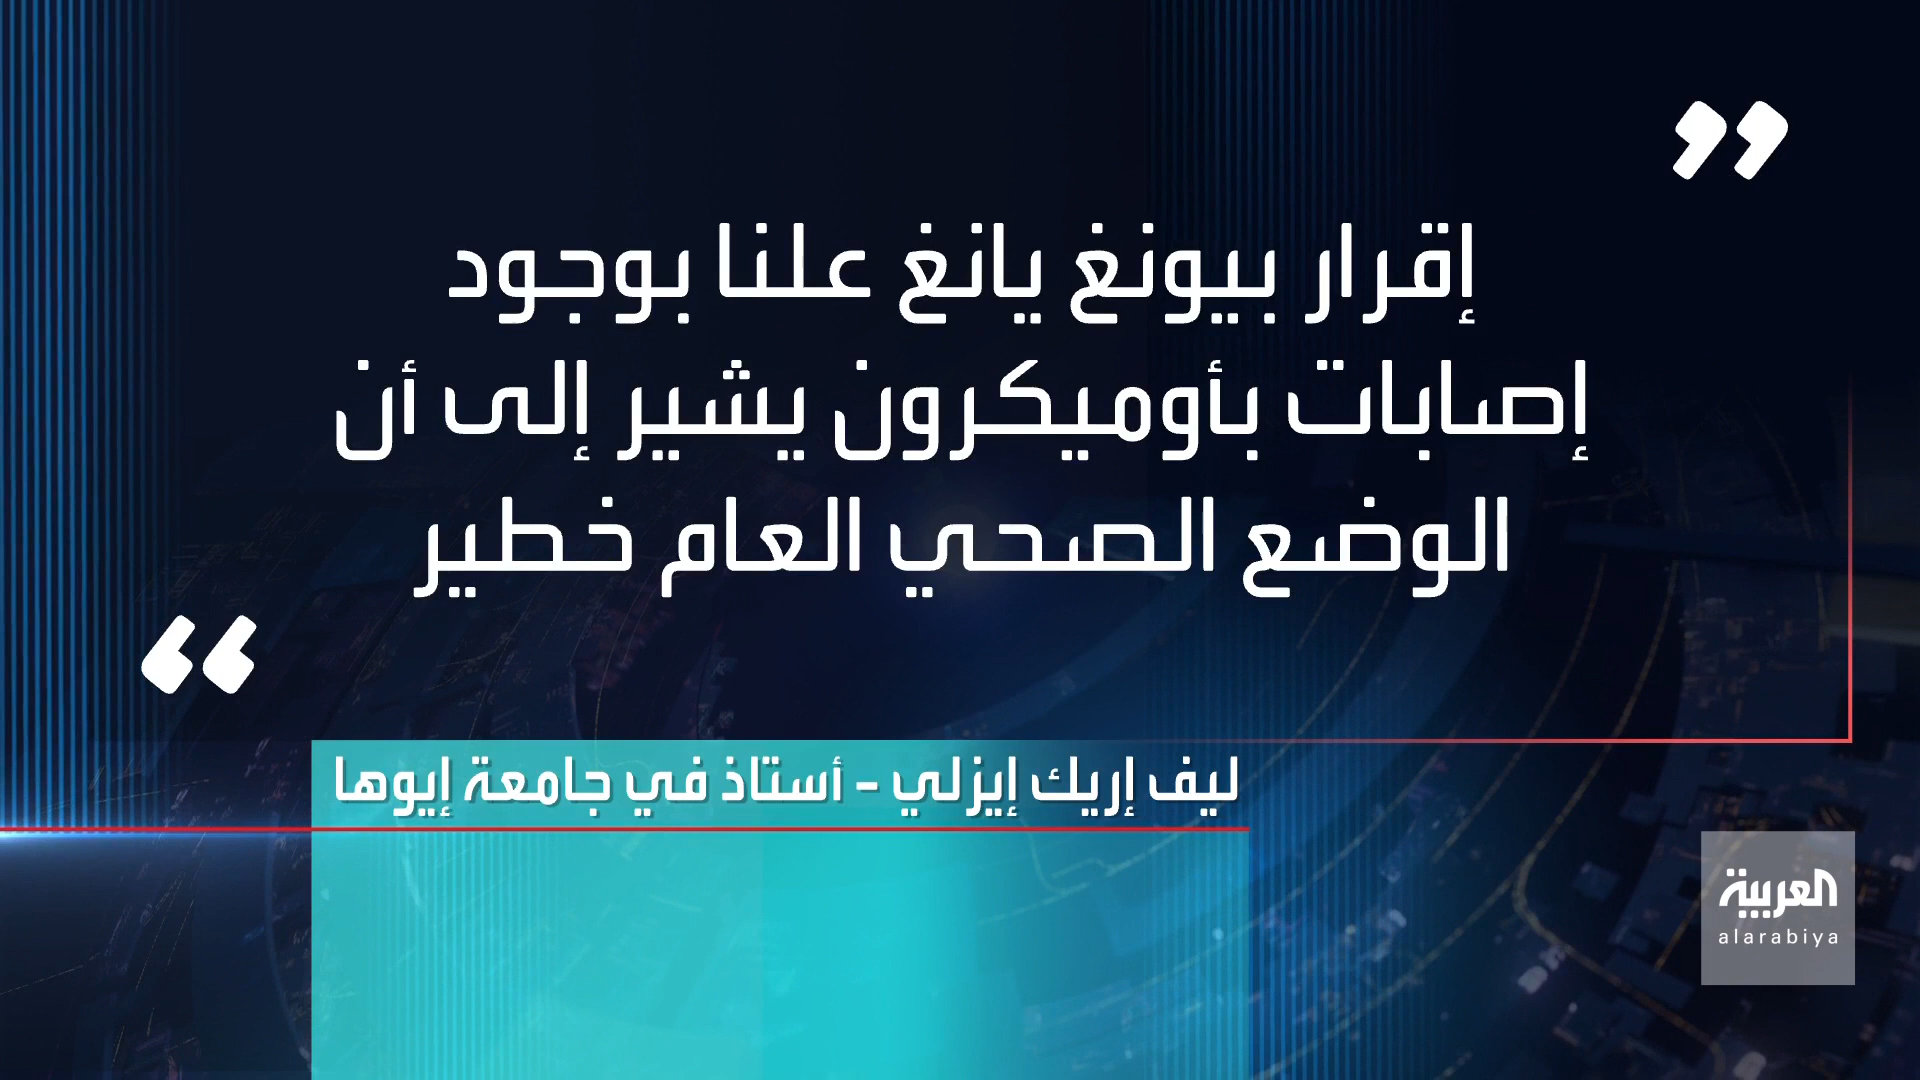 إقرار بيونغ يانغ علنا بوجود
إصابات بأوميكرون يشير إلى أن
الوضع الصحي العام خطير
ليف إريك إيزلي - أستاذ في جامعة إيوها
العربية
alarabiya